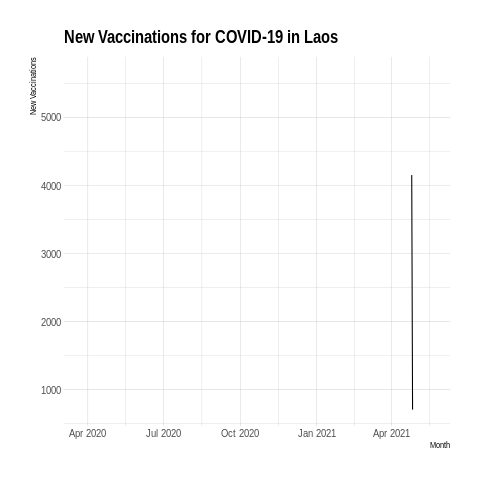 New Vaccinations for COVID-19 in Laos
New Vaccinations
5000
4000
3000
2000
1000
Apr 2020 Jul 2020 Oct 2020 Jan 2021 Apr 2021
Month